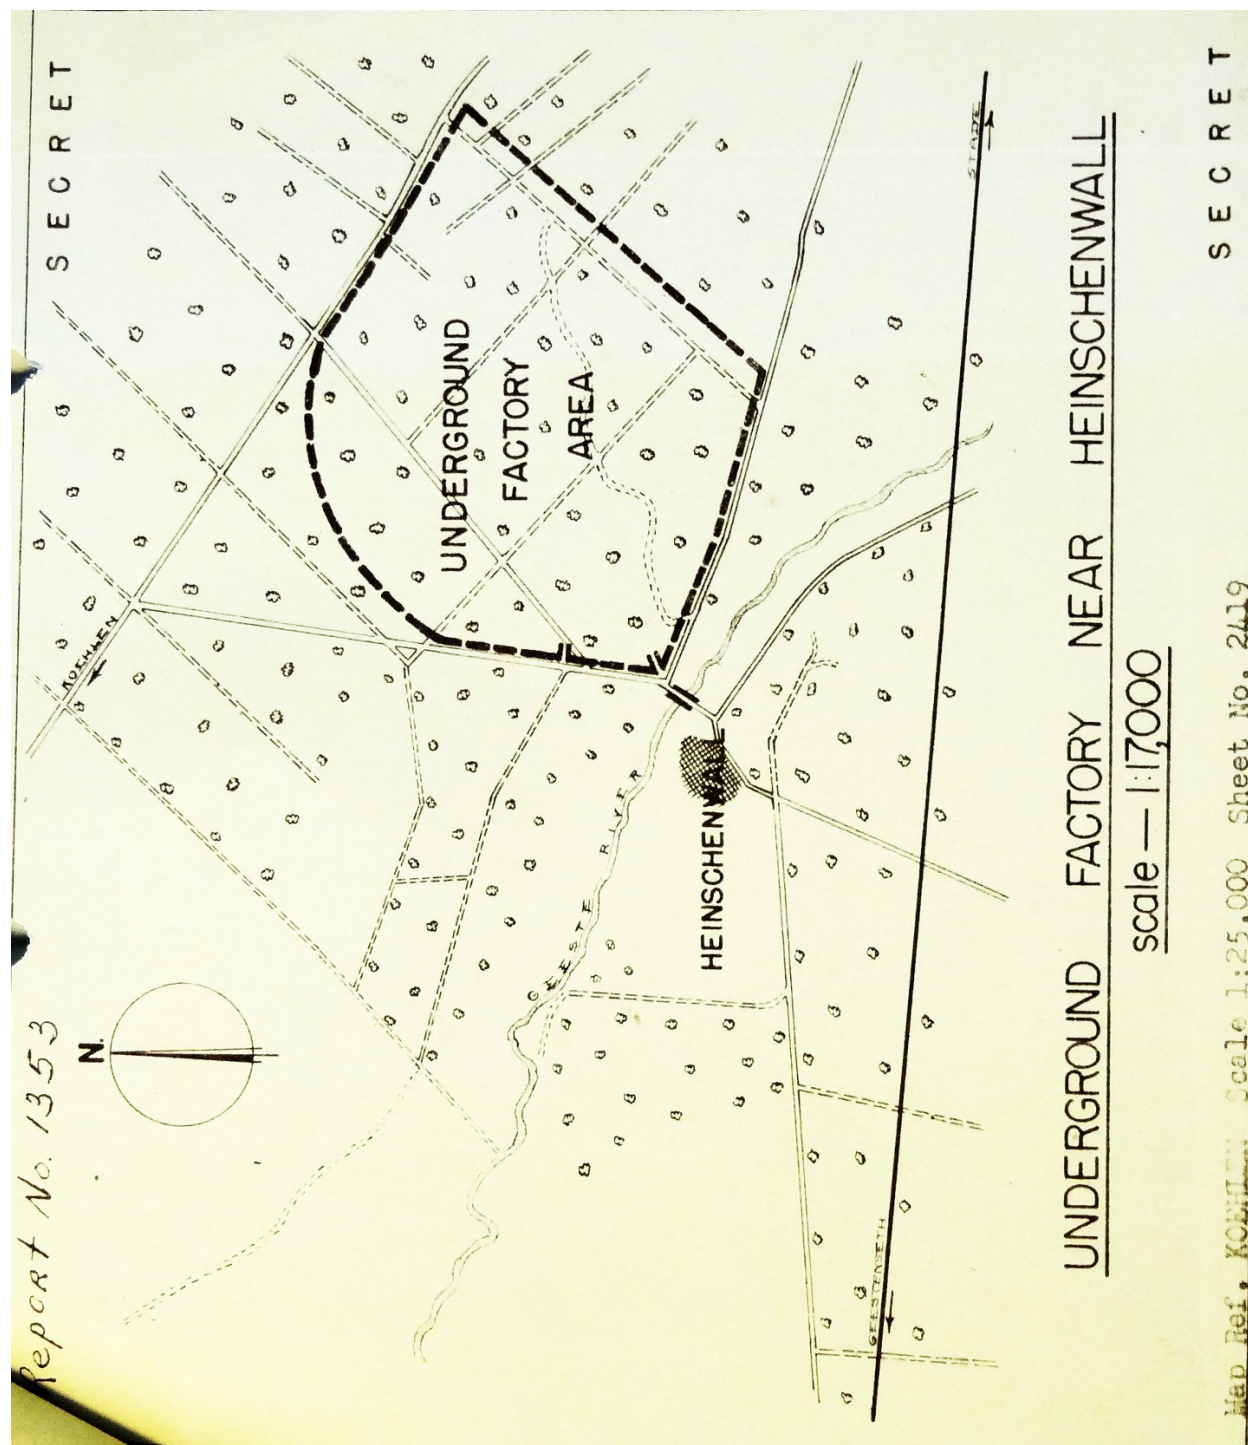 Report No. 1353
SECRET
N.
KOEHLEN
UNDERGROUND
FACTORY
AREA
GEESTE RIVER
HEINSCHENWALL
GEESTENSETH
STADE
UNDERGROUND FACTORY NEAR HEINSCHENWALL
scale — 1:17,000
Map Ref. KOEHLEN Scale 1:25,000 Sheet No. 2419
SECRET